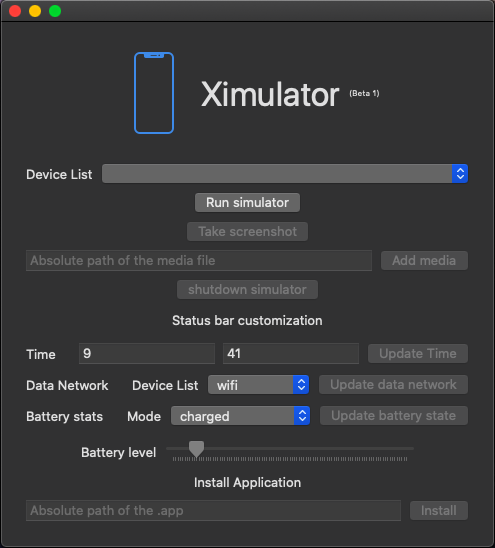 Ximulator (Beta 1)
Device List
Run simulator
Take screenshot
Absolute path of the media file Add media
shutdown simulator
Status bar customization
Time 9 41 Update Time
Data Network Device List wifi Update data network
Battery stats Mode charged Update battery state
Battery level
Install Application
Absolute path of the .app Install